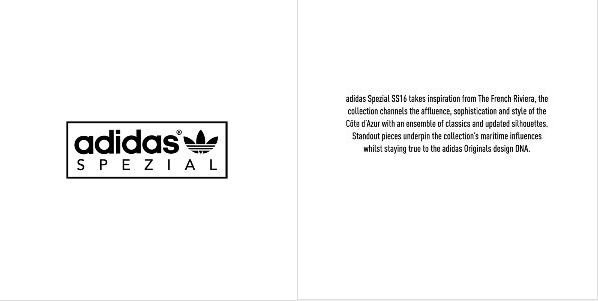 adidas®
SPEZIAL
adidas Spezial SS16 takes inspiration from The French Riviera, the
collection channels the affluence, sophistication and style of the
Côte d'Azur with an ensemble of classics and updated silhouettes.
Standout pieces underpin the collection's maritime influences
whilst staying true to the adidas Originals design DNA.